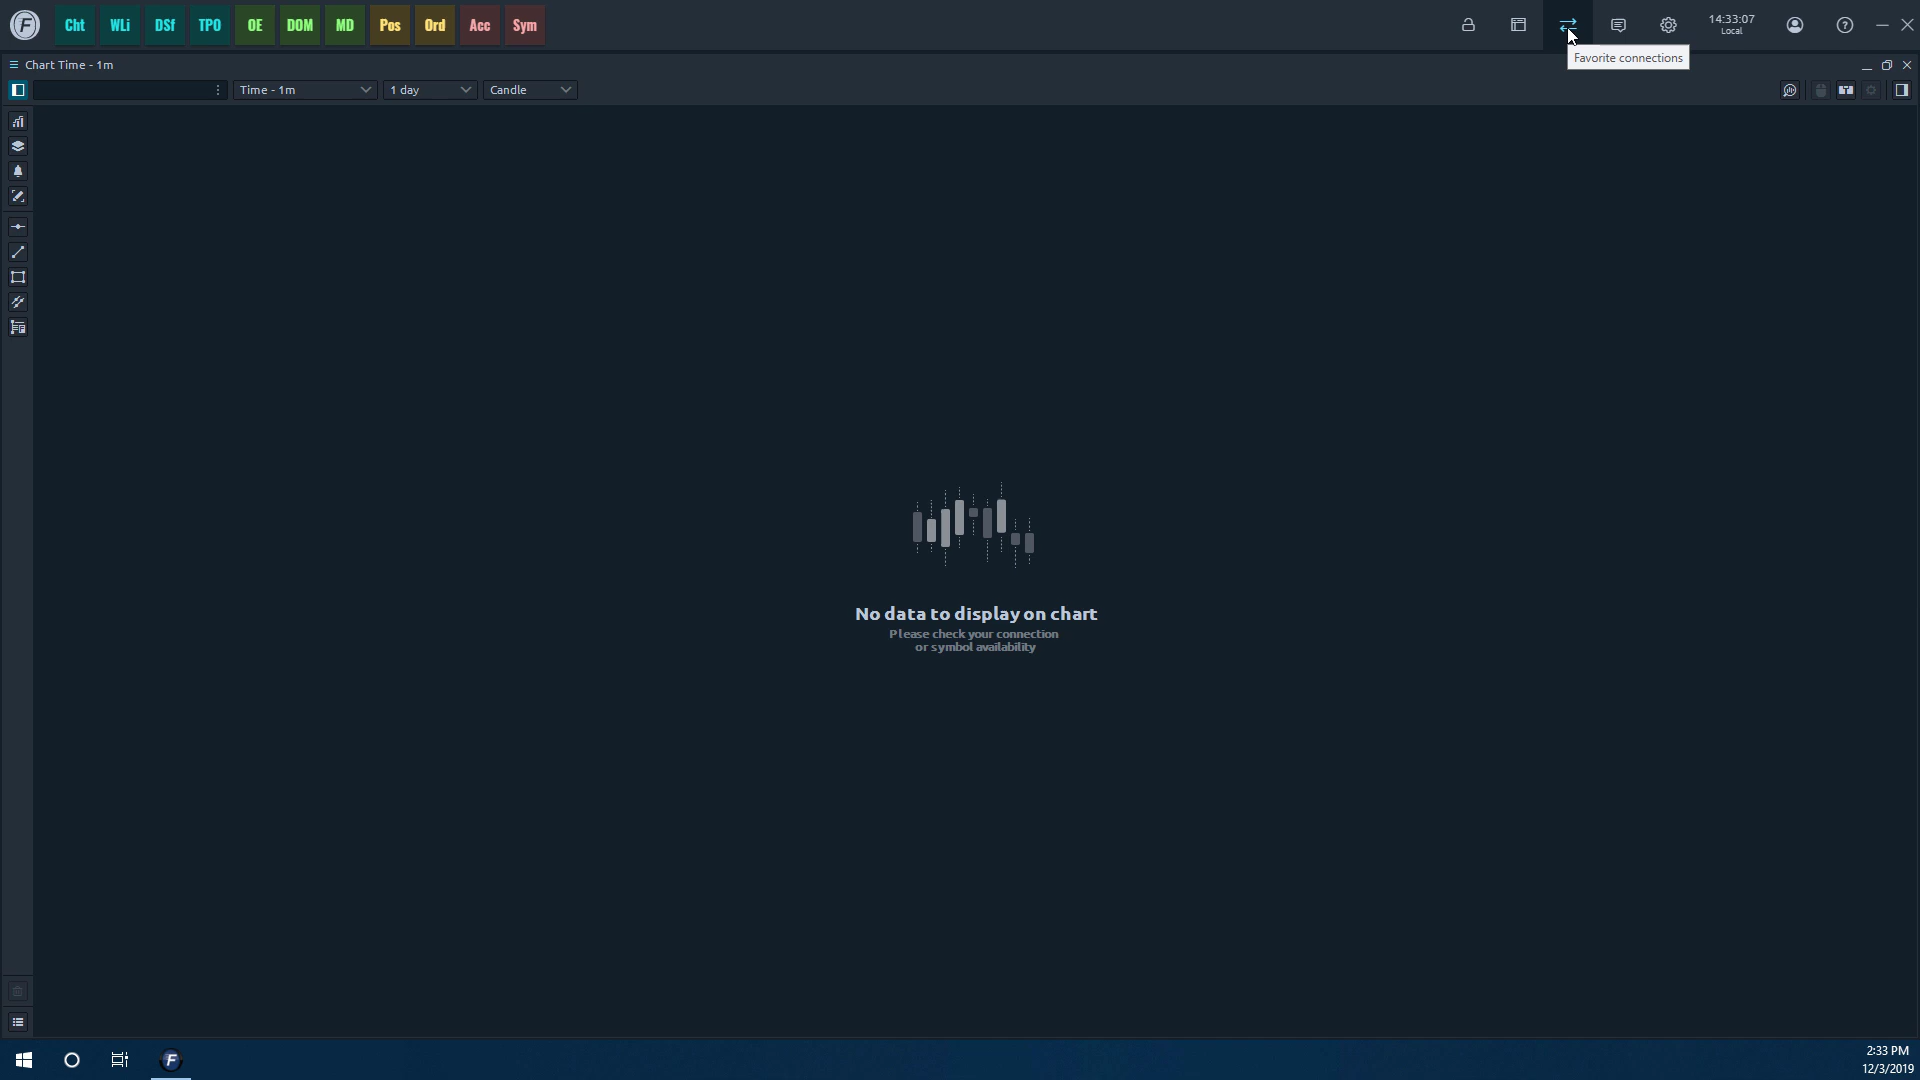 F Cht WLi DSf TPO OE DOM MD Pos Ord Acc Sym 14:33:07
Local
Favorite connections
Chart Time - 1m
Time - 1m 1 day Candle
No data to display on chart
Please check your connection
or symbol availability
F
2:33 PM
12/3/2019